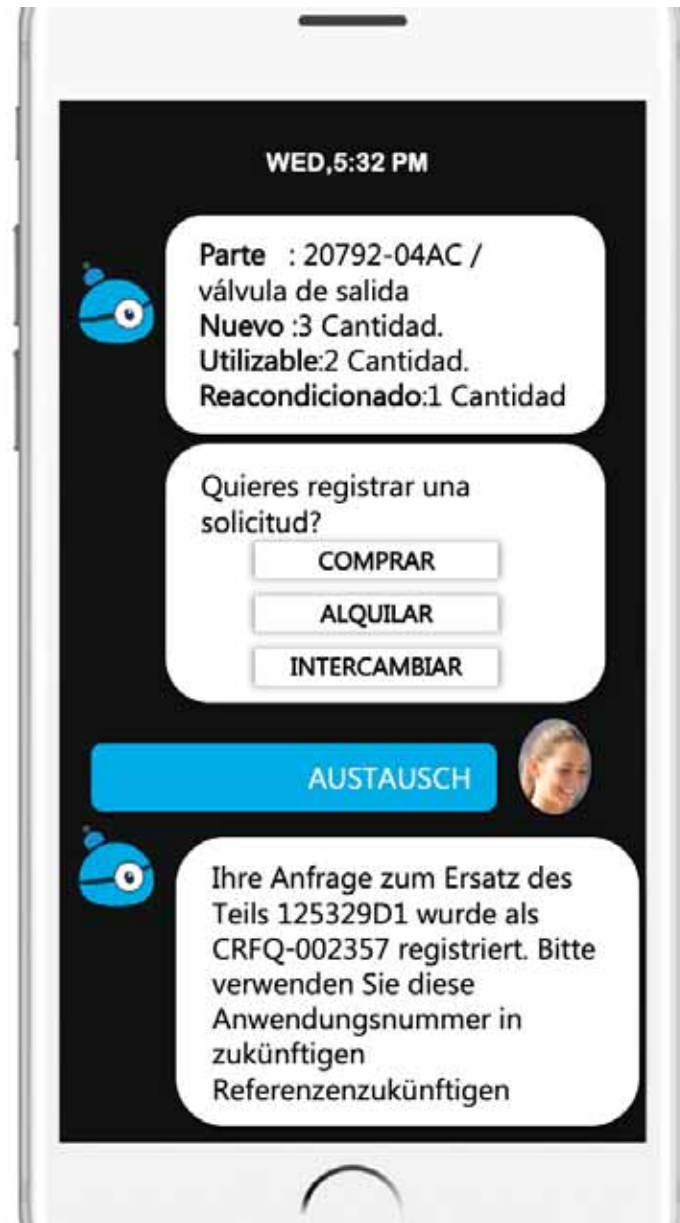 WED,5:32 PM
Parte : 20792-04AC /
válvula de salida
Nuevo :3 Cantidad.
Utilizable:2 Cantidad.
Reacondicionado:1 Cantidad
Quieres registrar una
solicitud?
COMPRAR
ALQUILAR
INTERCAMBIAR
AUSTAUSCH
Ihre Anfrage zum Ersatz des
Teils 125329D1 wurde als
CRFQ-002357 registriert. Bitte
verwenden Sie diese
Anwendungsnummer in
zukünftigen
Referenzenzukünftigen